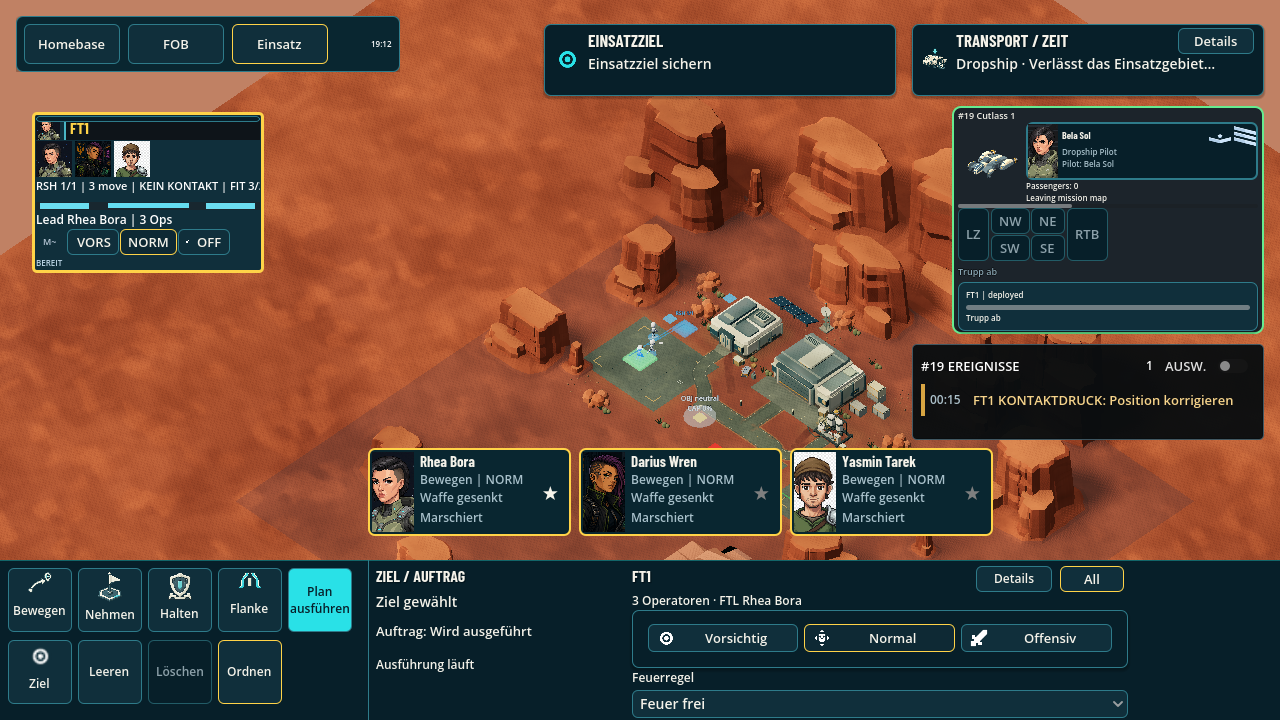 Homebase
FOB
Einsatz
19:12
EINSATZZIEL
Einsatzziel sichern
TRANSPORT / ZEIT
Details
Dropship · Verlässt das Einsatzgebiet...
FT1
RSH 1/1 | 3 move | KEIN KONTAKT | FIT 3/
Lead Rhea Bora | 3 Ops
M~
VORS
NORM
OFF
BEREIT
#19 Cutlass 1
Bela Sol
Dropship Pilot
Pilot: Bela Sol
Passengers: 0
Leaving mission map
LZ
NW
NE
SW
SE
RTB
Trupp ab
FT1 | deployed
Trupp ab
#19 EREIGNISSE
1
AUSW.
00:15
FT1 KONTAKTDRUCK: Position korrigieren
OBJ neutral
Rhea Bora
Bewegen | NORM
Waffe gesenkt
Marschiert
Darius Wren
Bewegen | NORM
Waffe gesenkt
Marschiert
Yasmin Tarek
Bewegen | NORM
Waffe gesenkt
Marschiert
Bewegen
Nehmen
Halten
Flanke
Plan
ausführen
Ziel
Leeren
Löschen
Ordnen
ZIEL / AUFTRAG
Ziel gewählt
Auftrag: Wird ausgeführt
Ausführung läuft
FT1
Details
All
3 Operatoren · FTL Rhea Bora
Vorsichtig
Normal
Offensiv
Feuerregel
Feuer frei